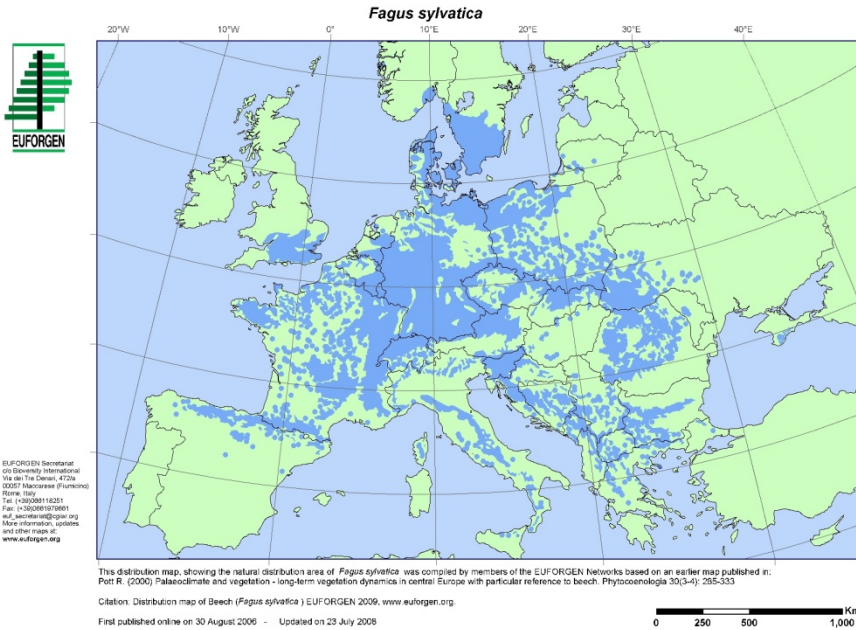 Fagus sylvatica
20°W 10°W 0° 10°E 20°E 30°E 40°E
EUFORGEN
EUFORGEN Secretariat
c/o Bioversity International
Via dei Tre Denari, 472/a
00057 Maccarese (Fiumicino)
Rome, Italy
Tel. (+39)066118251
Fax: (+39)0661979661
euf_secretariat@cgiar.org
More information, updates
and other maps at:
www.euforgen.org
This distribution map, showing the natural distribution area of Fagus sylvatica was compiled by members of the EUFORGEN Networks based on an earlier map published in:
Pott R. (2000) Palaeoclimate and vegetation - long-term vegetation dynamics in central Europe with particular reference to beech. Phytocoenologia 30(3-4): 285-333
Citation: Distribution map of Beech (Fagus sylvatica ) EUFORGEN 2009, www.euforgen.org.
First published online on 30 August 2006 - Updated on 23 July 2008
Km
0 250 500 1,000